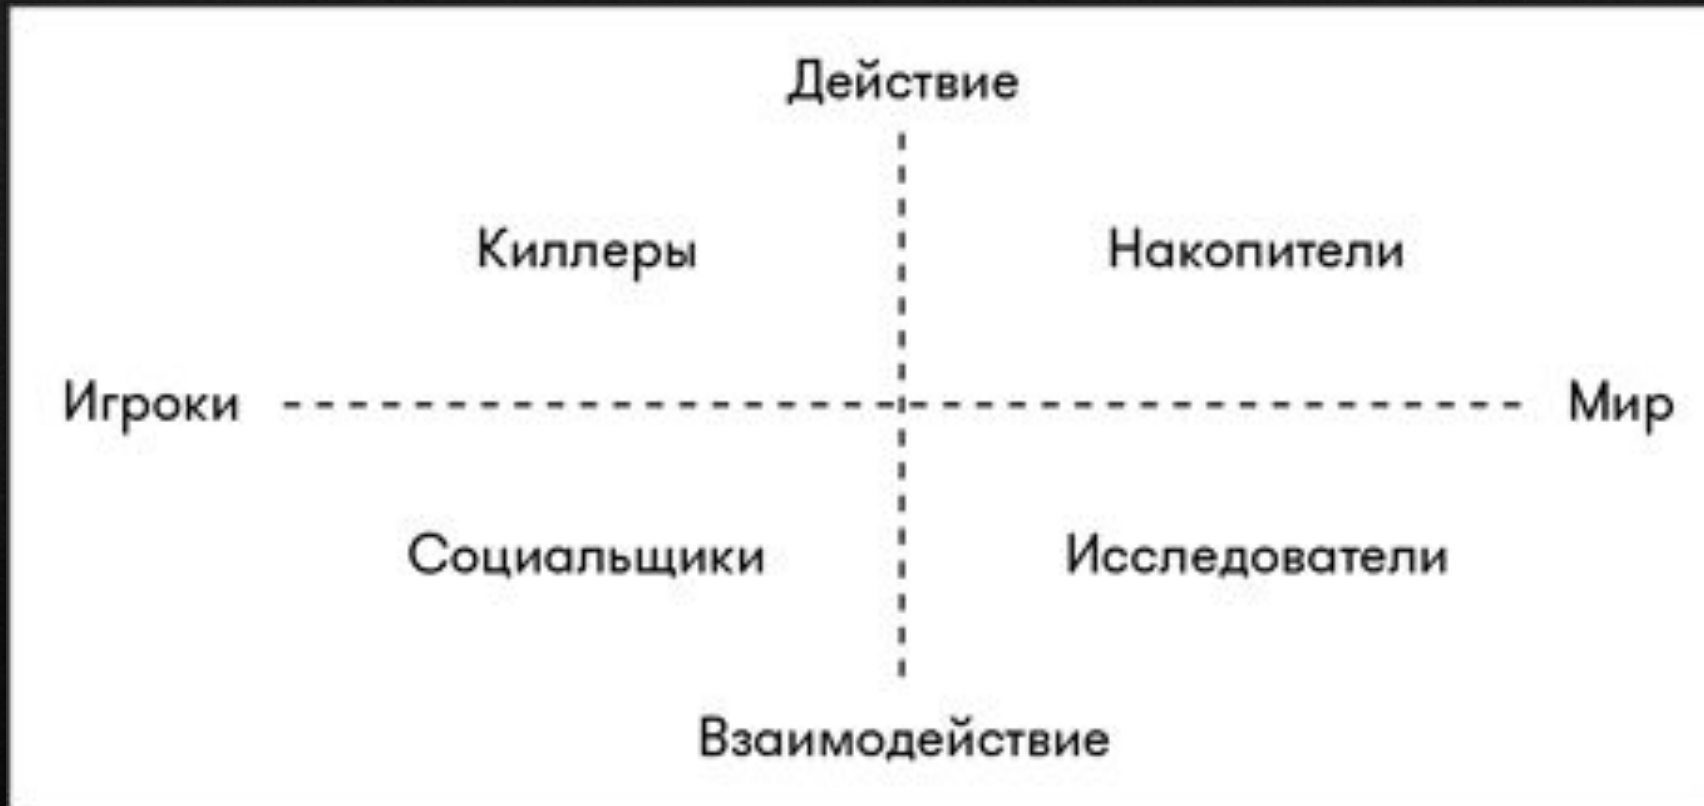 Действие
Киллеры
Накопители
Игроки
Мир
Социальщики
Исследователи
Взаимодействие